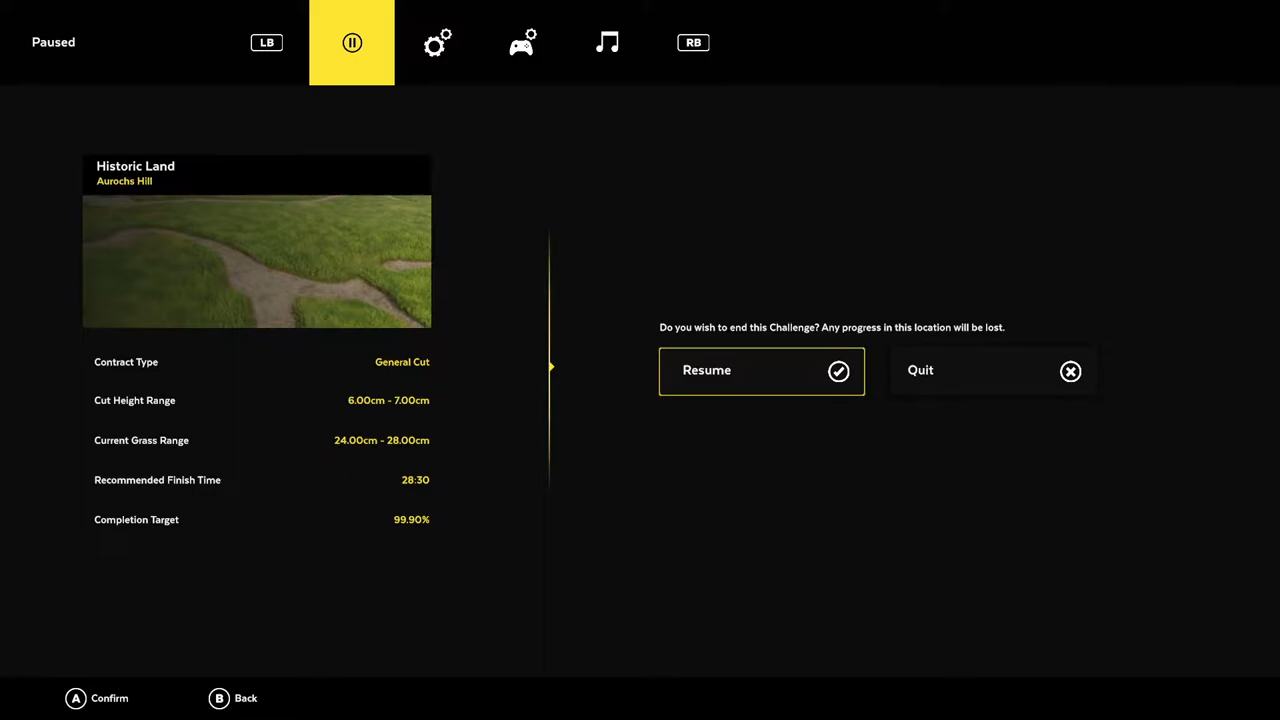 Paused
LB
RB
Historic Land
Aurochs Hill
Contract Type General Cut
Cut Height Range 6.00cm - 7.00cm
Current Grass Range 24.00cm - 28.00cm
Recommended Finish Time 28:30
Completion Target 99.90%
Do you wish to end this Challenge? Any progress in this location will be lost.
Resume
Quit
A Confirm
B Back